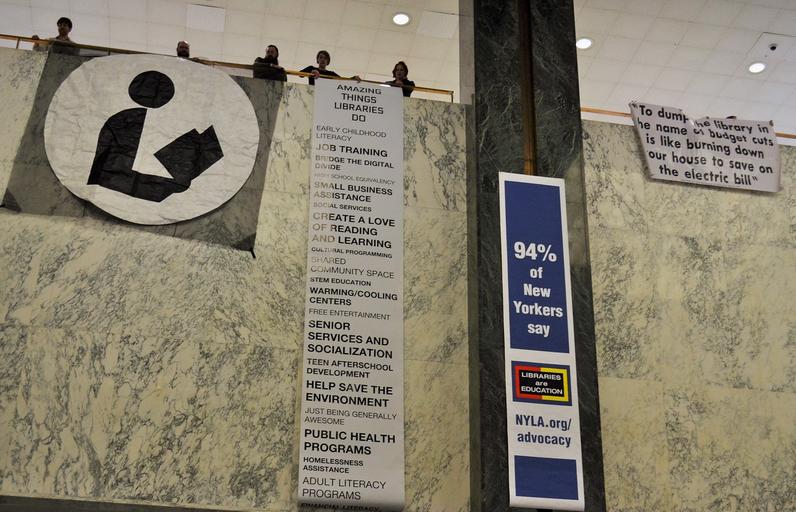 AMAZING
THINGS
LIBRARIES
DO
EARLY CHILDHOOD
LITERACY
JOB TRAINING
BRIDGE THE DIGITAL
DIVIDE
HIGH SCHOOL EQUIVALENCY
SMALL BUSINESS
ASSISTANCE
SOCIAL SERVICES
CREATE A LOVE
OF READING
AND LEARNING
CULTURAL PROGRAMMING
SHARED
COMMUNITY SPACE
STEM EDUCATION
WARMING/COOLING
CENTERS
FREE ENTERTAINMENT
SENIOR
SERVICES AND
SOCIALIZATION
TEEN AFTERSCHOOL
DEVELOPMENT
HELP SAVE THE
ENVIRONMENT
JUST BEING GENERALLY
AWESOME
PUBLIC HEALTH
PROGRAMS
HOMELESSNESS
ASSISTANCE
ADULT LITERACY
PROGRAMS
FINANCIAL LITERACY
94%
of
New
Yorkers
say
LIBRARIES
are
EDUCATION
NYLA.org/
advocacy
"To dump the library in
he name of budget cuts
is like burning down
our house to save on
the electric bill"